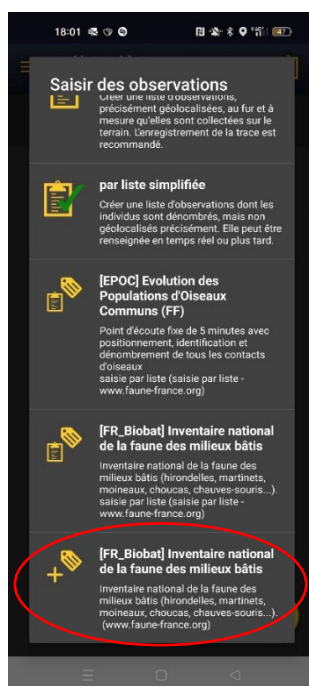 18:01
47
Saisir des observations
Créer une liste d'observations,
précisément géolocalisées, au fur et à
mesure qu'elles sont collectées sur le
terrain. L'enregistrement de la trace est
recommandé.
par liste simplifiée
Créer une liste d'observations dont les
individus sont dénombrés, mais non
géolocalisés précisément. Elle peut être
renseignée en temps réel ou plus tard.
[EPOC] Evolution des
Populations d'Oiseaux
Communs (FF)
Point d'écoute fixe de 5 minutes avec
positionnement, identification et
dénombrement de tous les contacts
d'oiseaux
saisie par liste (saisie par liste -
www.faune-france.org)
[FR_Biobat] Inventaire national
de la faune des milieux bâtis
Inventaire national de la faune des
milieux bâtis (hirondelles, martinets,
moineaux, choucas, chauves-souris...).
saisie par liste (saisie par liste -
www.faune-france.org)
[FR_Biobat] Inventaire national
de la faune des milieux bâtis
Inventaire national de la faune des
milieux bâtis (hirondelles, martinets,
moineaux, choucas, chauves-souris...).
(www.faune-france.org)